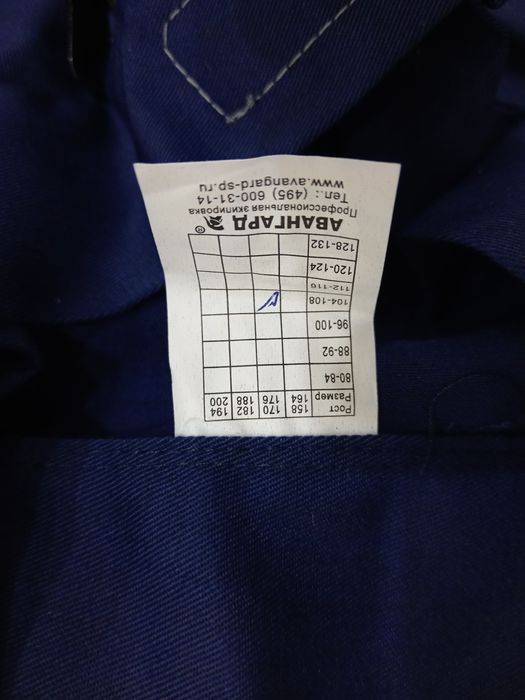 АВАНГАРД ®
Профессиональная экипировка
Тел.: (495) 600-31-14
www.avangard-sp.ru
Рост 158 170 182 194
Размер 164 176 188 200
80-84
88-92
96-100
104-108
112-116
120-124
128-132